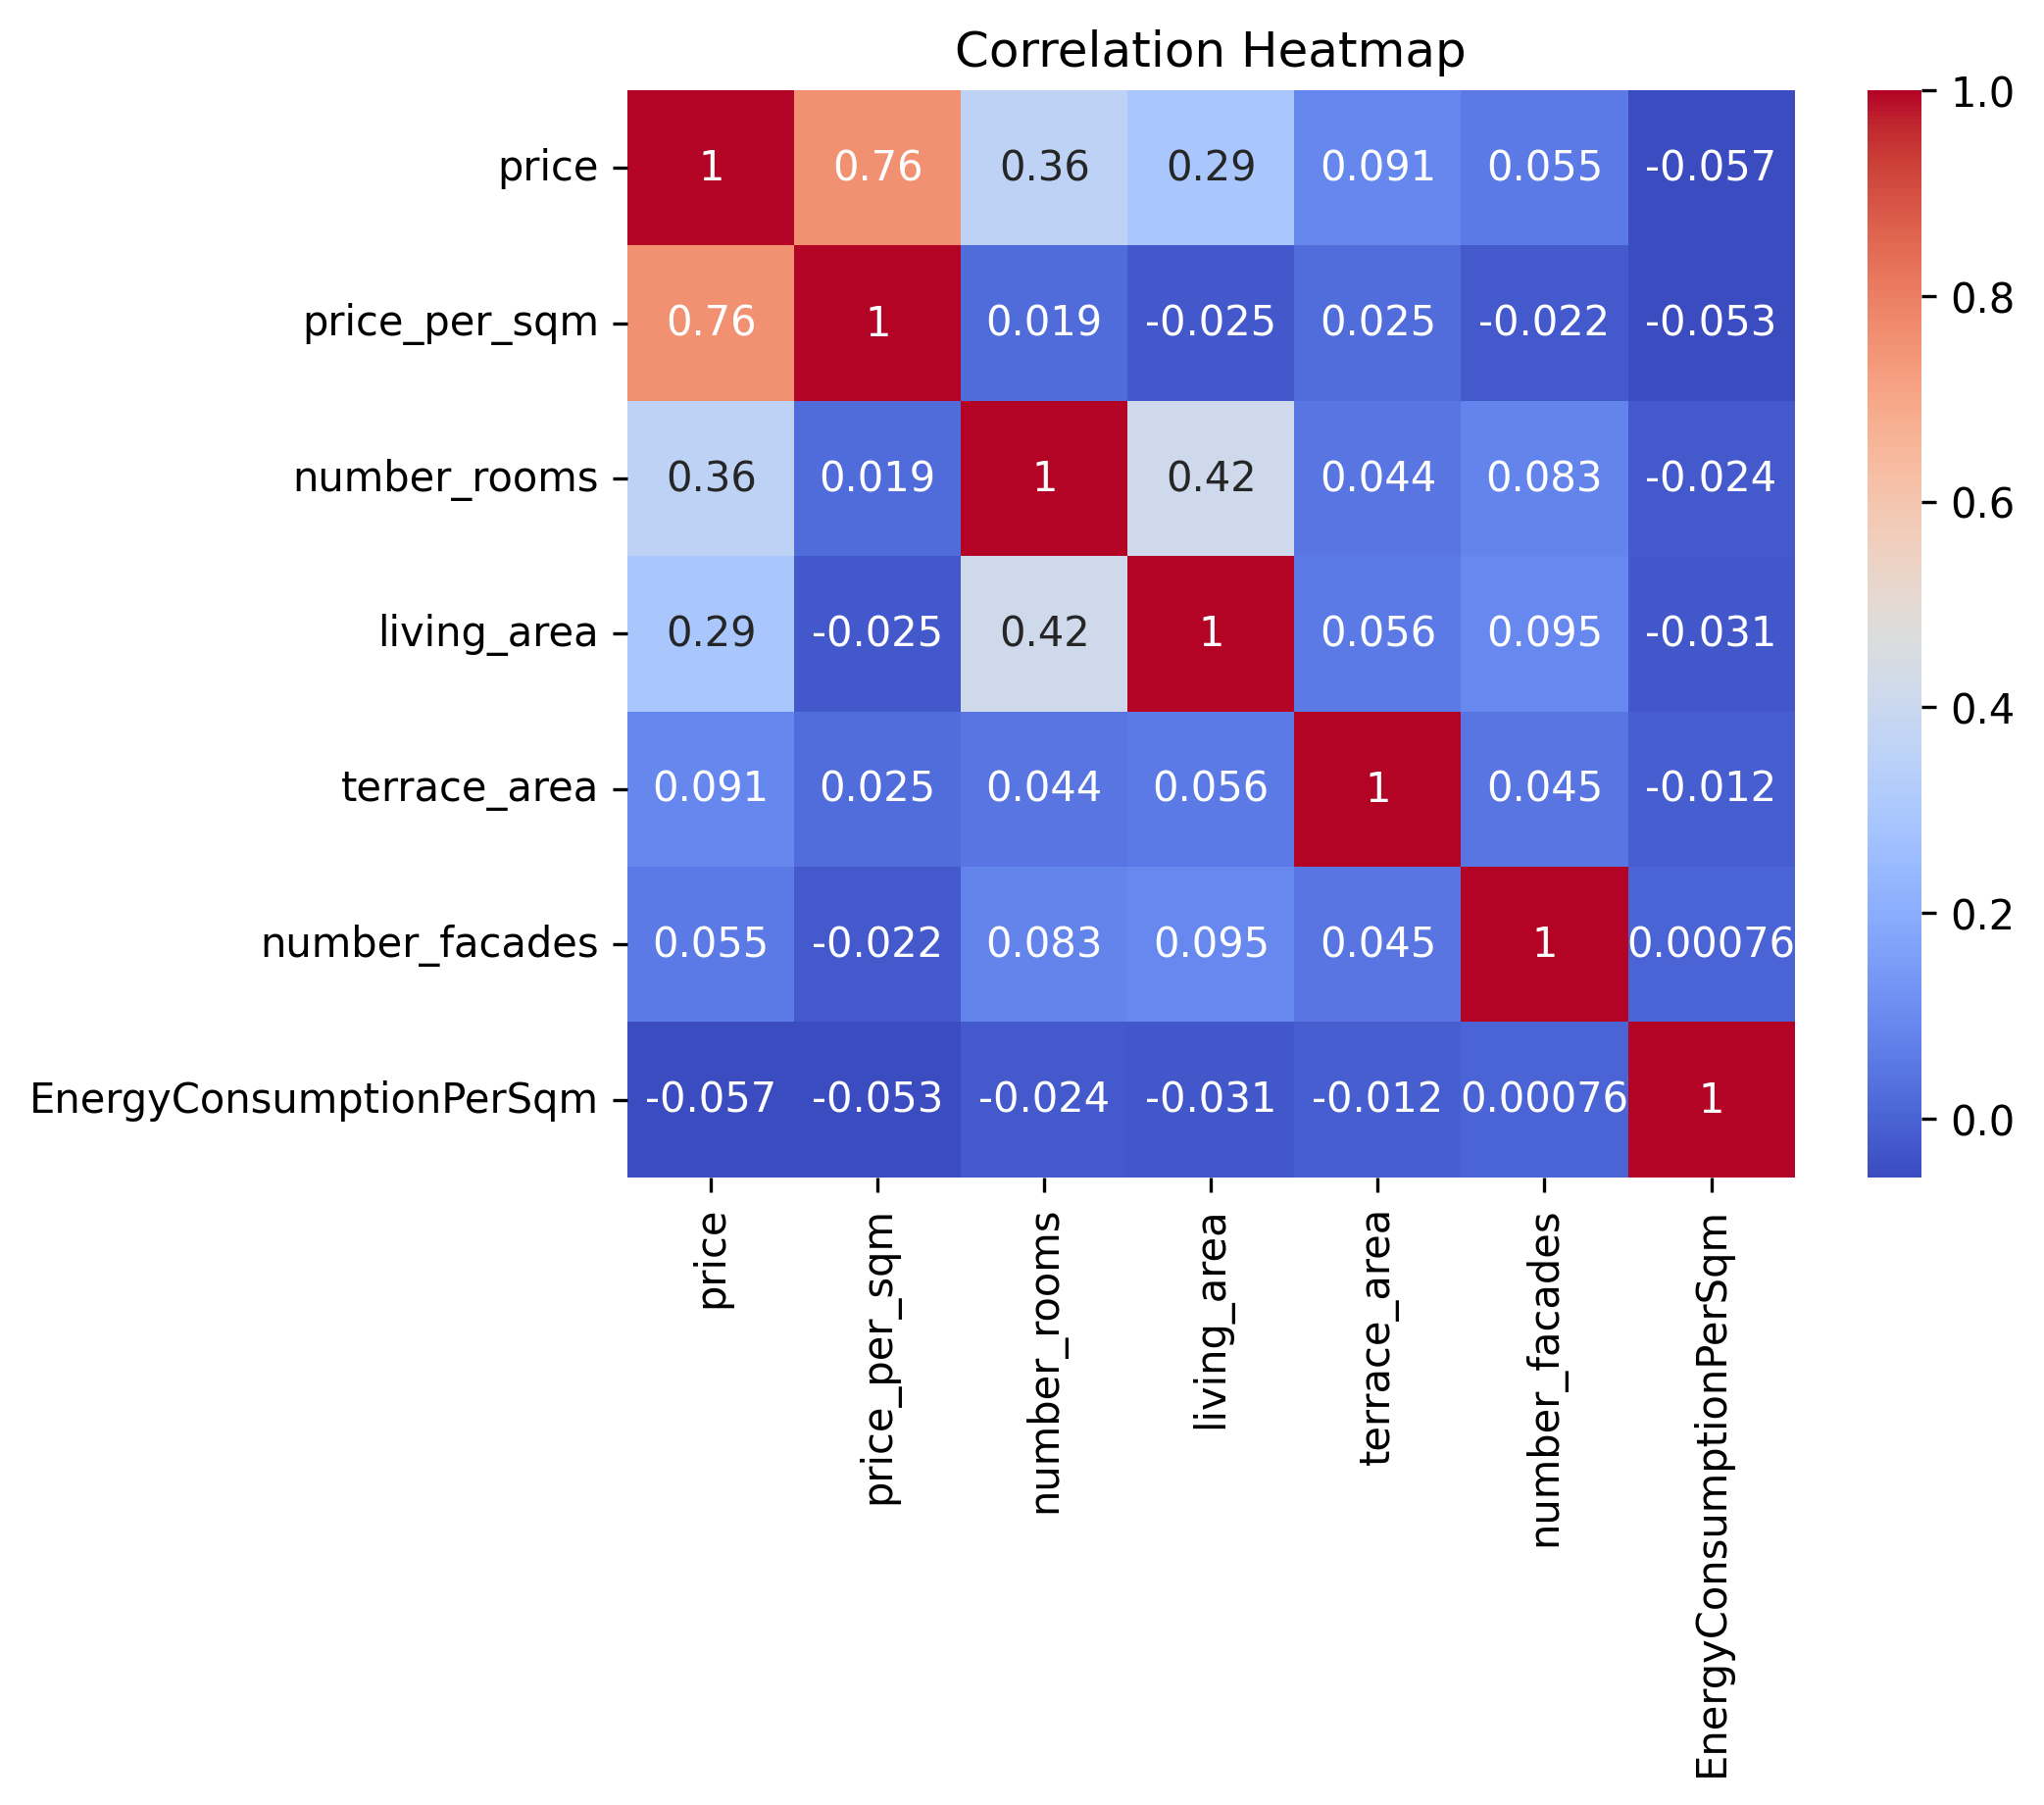 Correlation Heatmap
price 1 0.76 0.36 0.29 0.091 0.055 -0.057
price_per_sqm 0.76 1 0.019 -0.025 0.025 -0.022 -0.053
number_rooms 0.36 0.019 1 0.42 0.044 0.083 -0.024
living_area 0.29 -0.025 0.42 1 0.056 0.095 -0.031
terrace_area 0.091 0.025 0.044 0.056 1 0.045 -0.012
number_facades 0.055 -0.022 0.083 0.095 0.045 1 0.00076
EnergyConsumptionPerSqm -0.057 -0.053 -0.024 -0.031 -0.012 0.00076 1
price
price_per_sqm
number_rooms
living_area
terrace_area
number_facades
EnergyConsumptionPerSqm
1.0
0.8
0.6
0.4
0.2
0.0